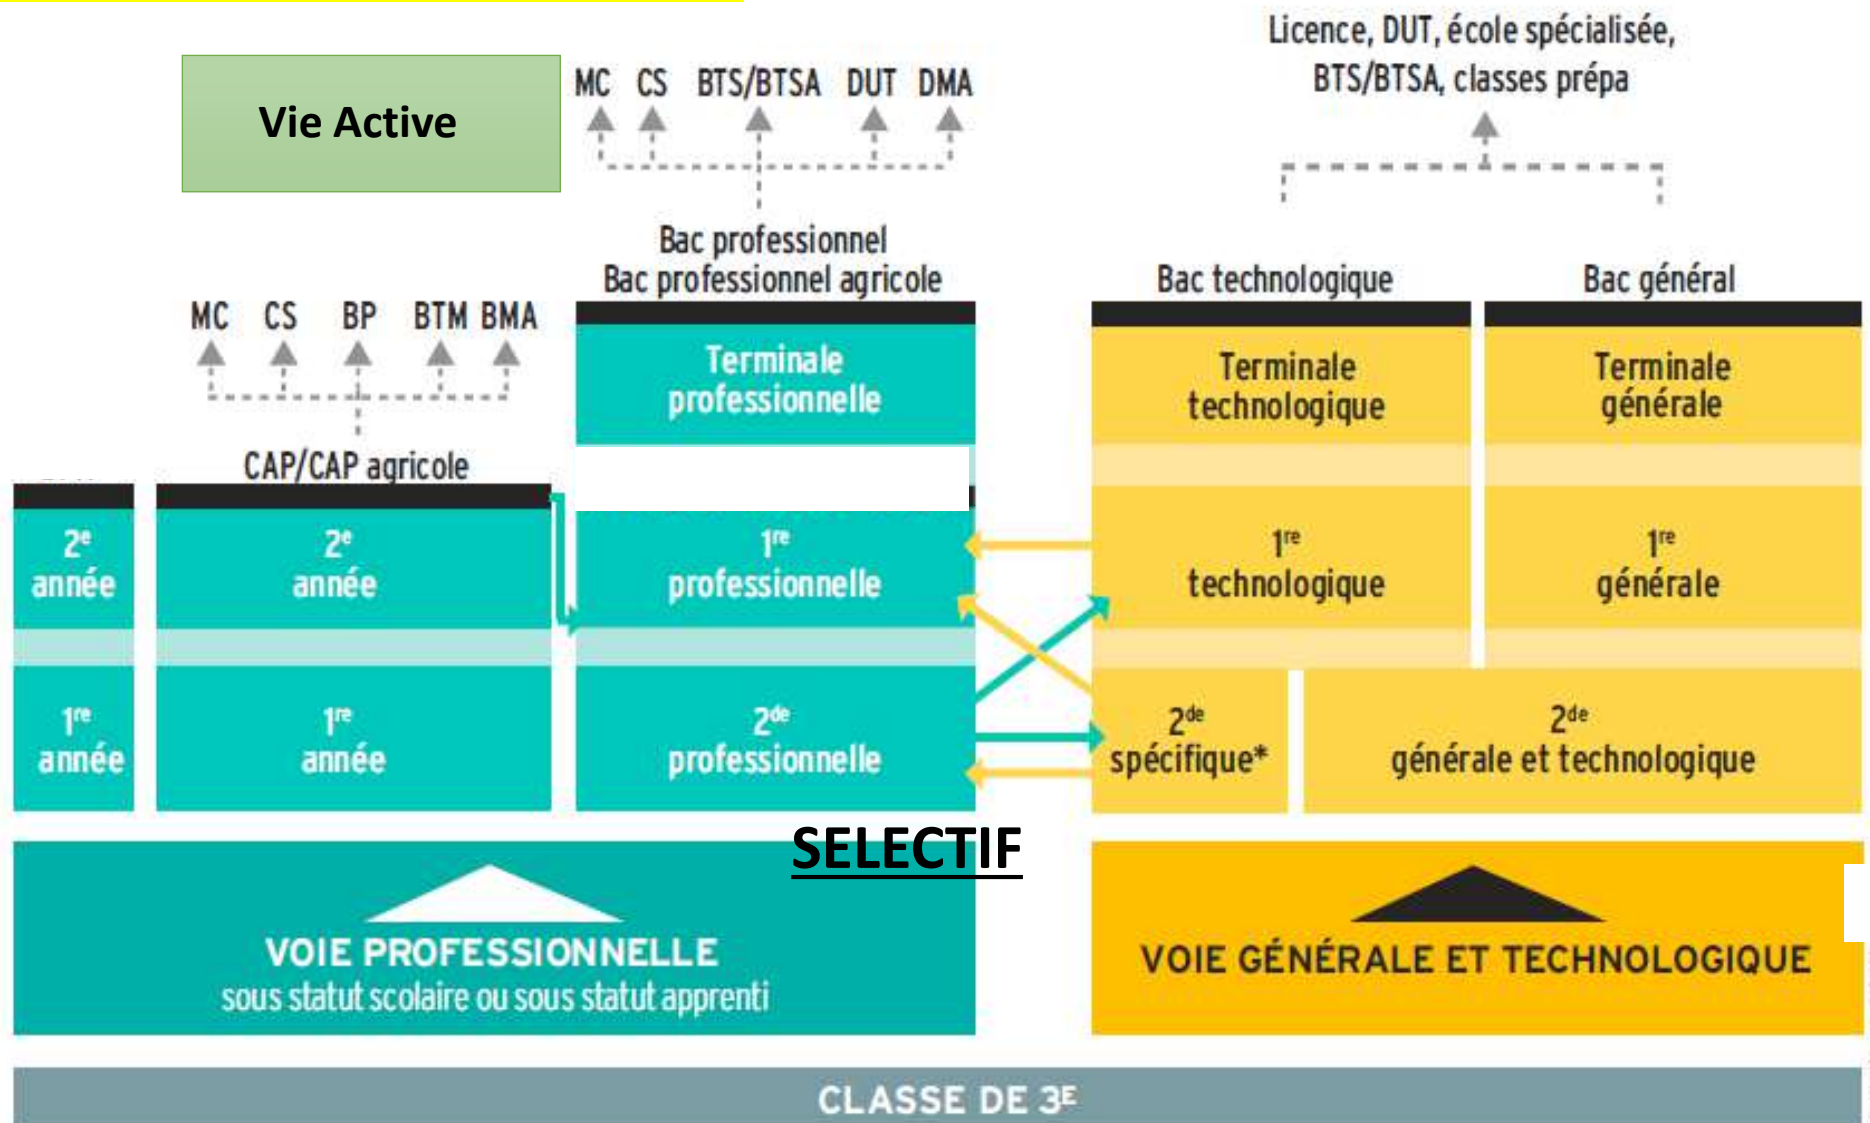 Licence, DUT, école spécialisée,
BTS/BTSA, classes prépa
Vie Active
MC CS BTS/BTSA DUT DMA
Bac professionnel
Bac professionnel agricole
Bac technologique
Bac général
MC CS BP BTM BMA
CAP/CAP agricole
Terminale
professionnelle
Terminale
technologique
Terminale
générale
2e
année
2e
année
1re
professionnelle
1re
technologique
1re
générale
1re
année
1re
année
2de
professionnelle
2de
spécifique*
2de
générale et technologique
SELECTIF
VOIE PROFESSIONNELLE
sous statut scolaire ou sous statut apprenti
VOIE GÉNÉRALE ET TECHNOLOGIQUE
CLASSE DE 3E